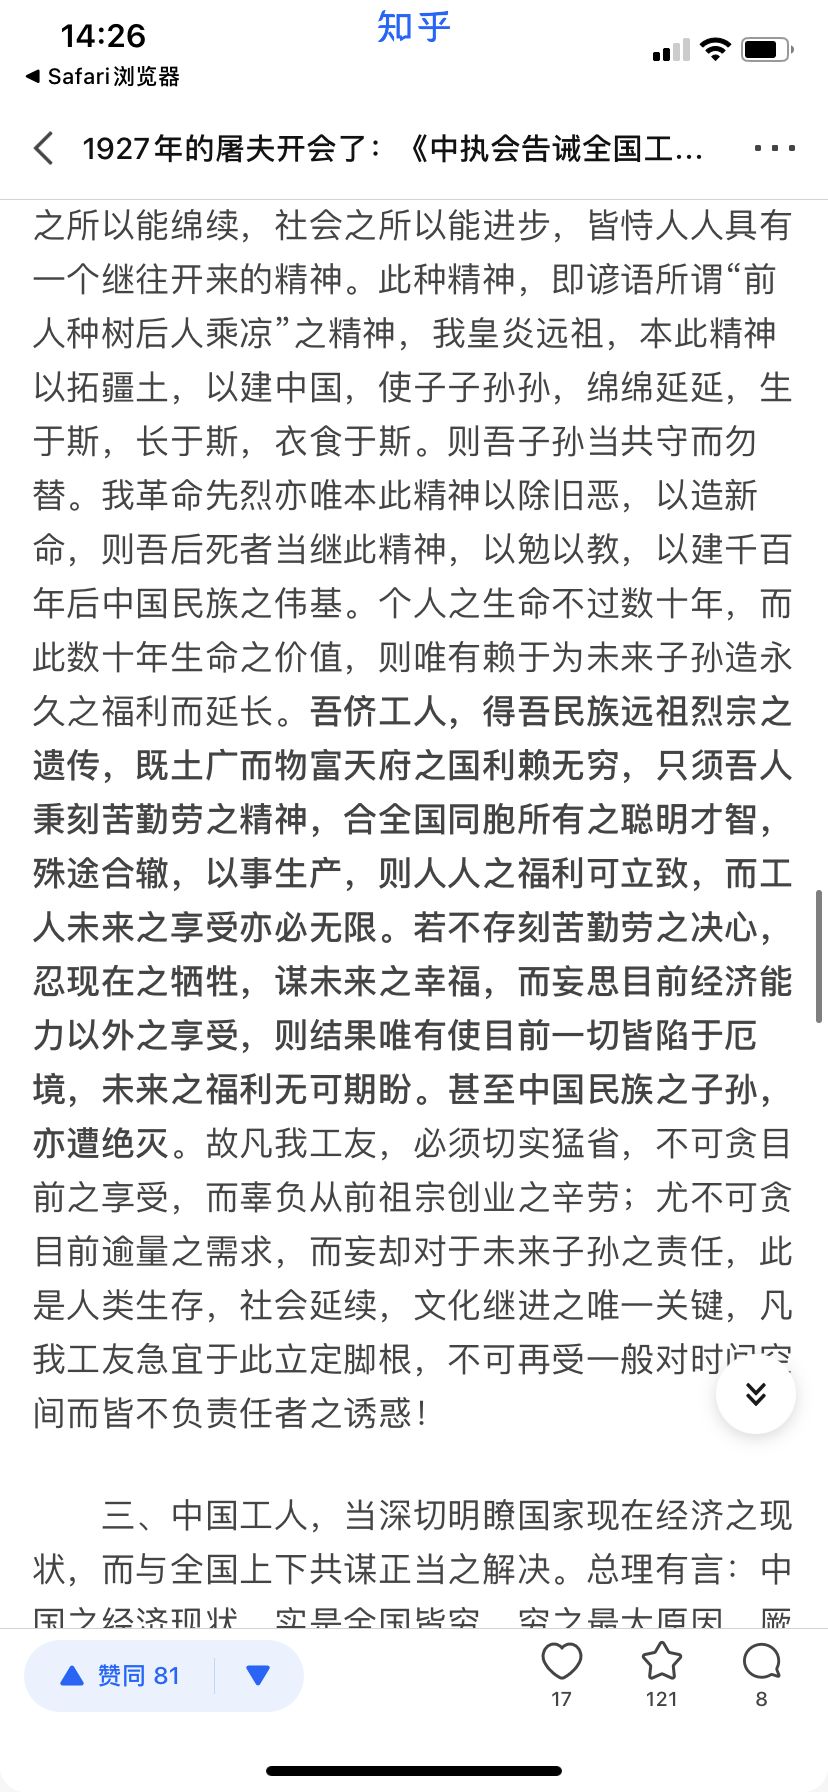 14:26
知乎
Safari浏览器
1927年的屠夫开会了：《中执会告诫全国工...
之所以能绵续，社会之所以能进步，皆恃人人具有
一个继往开来的精神。此种精神，即谚语所谓“前
人种树后人乘凉”之精神，我皇炎远祖，本此精神
以拓疆土，以建中国，使子子孙孙，绵绵延延，生
于斯，长于斯，衣食于斯。则吾子孙当共守而勿
替。我革命先烈亦唯本此精神以除旧恶，以造新
命，则吾后死者当继此精神，以勉以教，以建千百
年后中国民族之伟基。个人之生命不过数十年，而
此数十年生命之价值，则唯有赖于为未来子孙造永
久之福利而延长。吾侪工人，得吾民族远祖烈宗之
遗传，既土广而物富天府之国利赖无穷，只须吾人
秉刻苦勤劳之精神，合全国同胞所有之聪明才智，
殊途合辙，以事生产，则人人之福利可立致，而工
人未来之享受亦必无限。若不存刻苦勤劳之决心，
忍现在之牺牲，谋未来之幸福，而妄思目前经济能
力以外之享受，则结果唯有使目前一切皆陷于厄
境，未来之福利无可期盼。甚至中国民族之子孙，
亦遭绝灭。故凡我工友，必须切实猛省，不可贪目
前之享受，而辜负从前祖宗创业之辛劳；尤不可贪
目前逾量之需求，而妄却对于未来子孙之责任，此
是人类生存，社会延续，文化继进之唯一关键，凡
我工友急宜于此立定脚根，不可再受一般对时间空
间而皆不负责任者之诱惑！
三、中国工人，当深切明瞭国家现在经济之现
状，而与全国上下共谋正当之解决。总理有言：中
国之经济现状，实是全国皆穷，穷之最大原因，厥
赞同 81
17
121
8